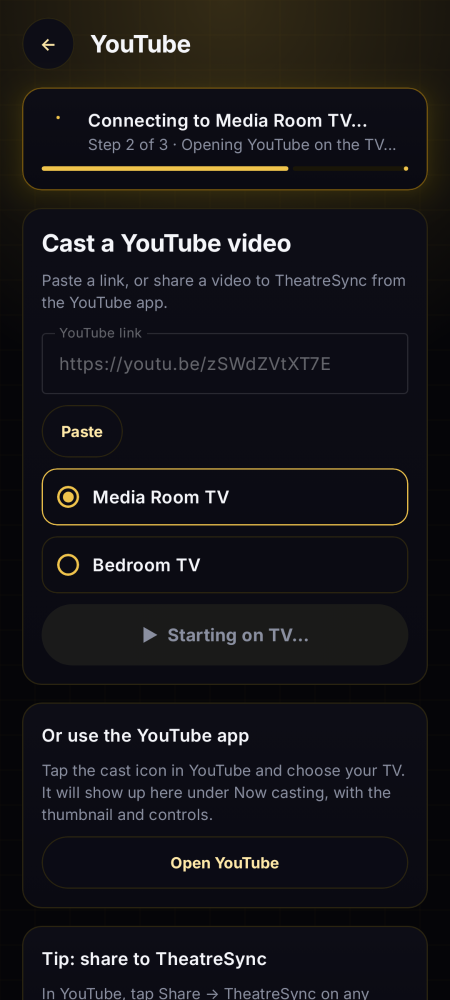 ← YouTube
Connecting to Media Room TV...
Step 2 of 3 · Opening YouTube on the TV...
Cast a YouTube video
Paste a link, or share a video to TheatreSync from
the YouTube app.
YouTube link
https://youtu.be/zSWdZVtXT7E
Paste
Media Room TV
Bedroom TV
▶ Starting on TV...
Or use the YouTube app
Tap the cast icon in YouTube and choose your TV.
It will show up here under Now casting, with the
thumbnail and controls.
Open YouTube
Tip: share to TheatreSync
In YouTube, tap Share → TheatreSync on any